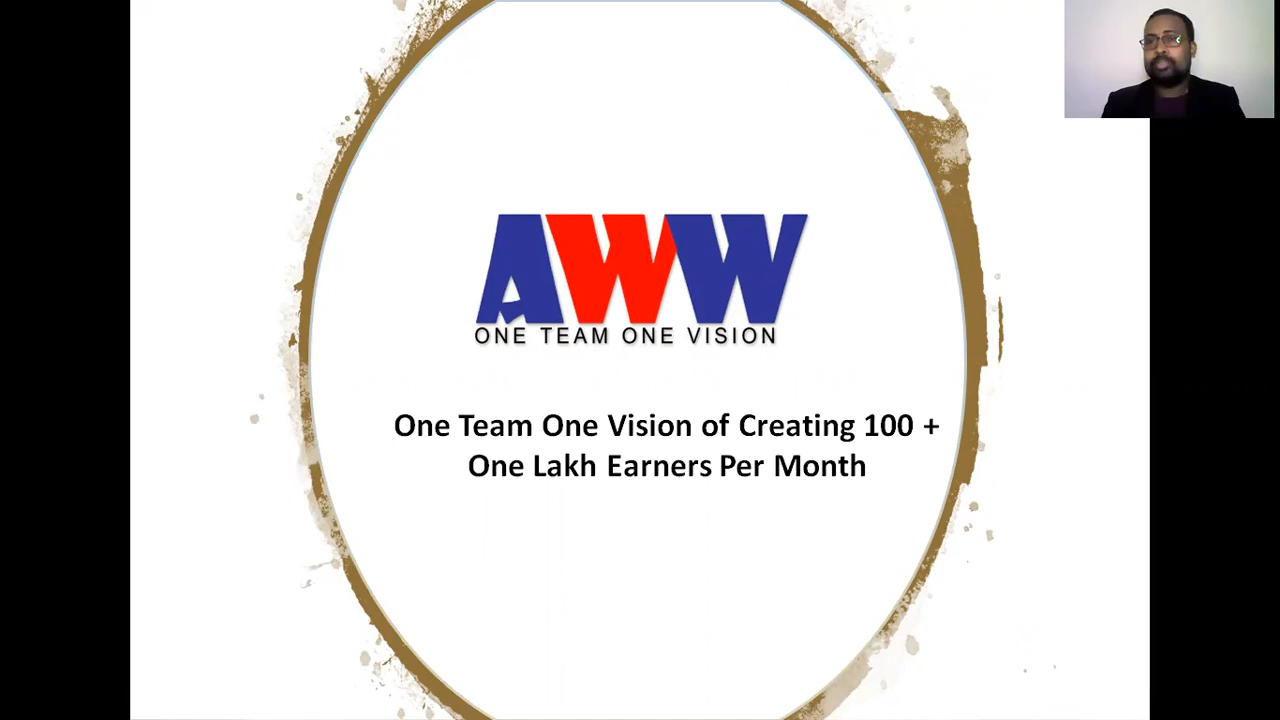 AWW
ONE TEAM ONE VISION
One Team One Vision of Creating 100 +
One Lakh Earners Per Month